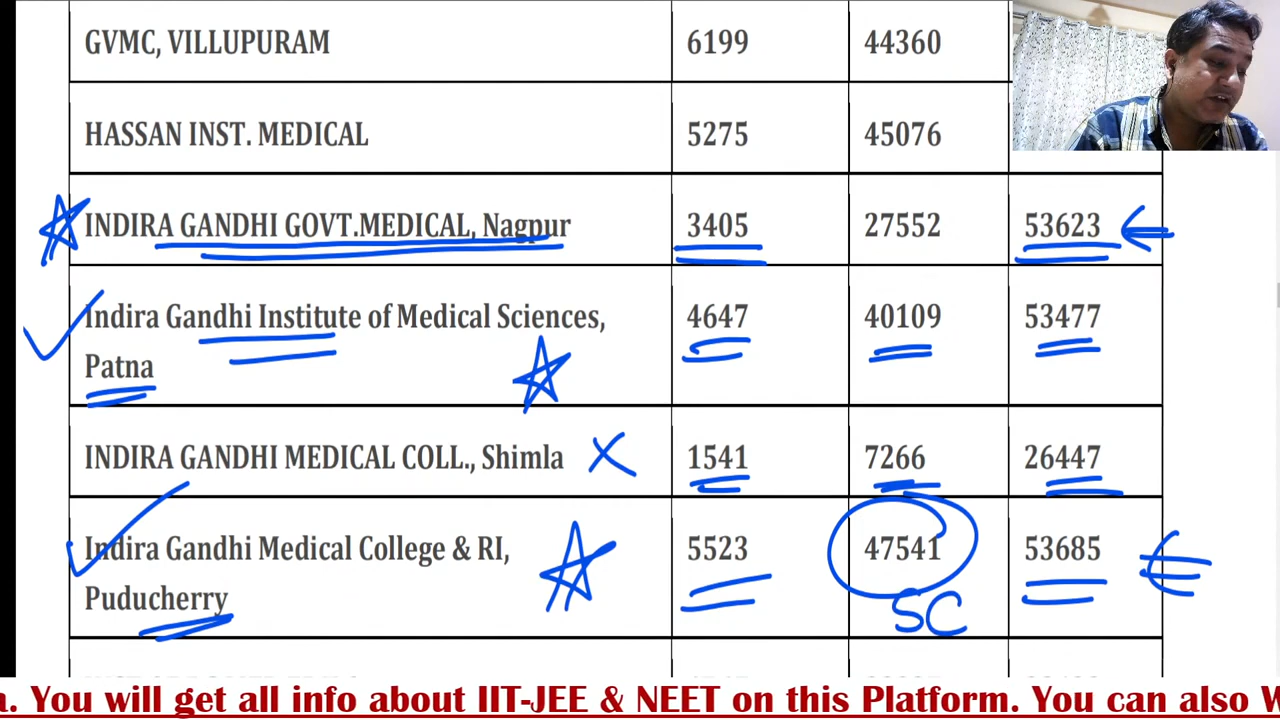 GVMC, VILLUPURAM 6199 44360
HASSAN INST. MEDICAL 5275 45076
INDIRA GANDHI GOVT.MEDICAL, Nagpur 3405 27552 53623
Indira Gandhi Institute of Medical Sciences, 4647 40109 53477
Patna
INDIRA GANDHI MEDICAL COLL., Shimla 1541 7266 26447
Indira Gandhi Medical College & RI, 5523 47541 53685
Puducherry
SC
a. You will get all info about IIT-JEE & NEET on this Platform. You can also W